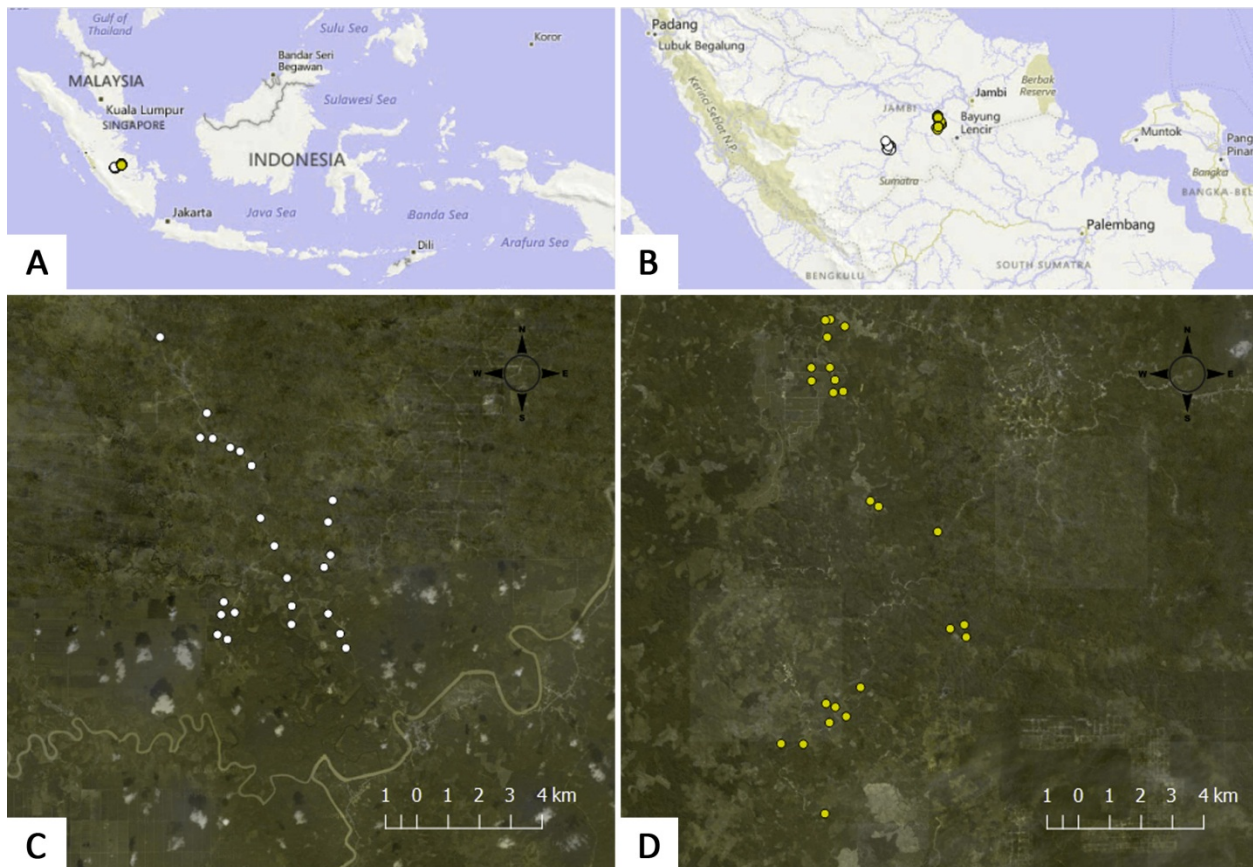 Gulf of
Thailand
Sulu Sea
Koror
Bandar Seri
Begawan
MALAYSIA
Kuala Lumpur
SINGAPORE
Sulawesi Sea
INDONESIA
Jakarta
Java Sea
Banda Sea
Dili
Arafura Sea
A
Padang
Lubuk Begalung
Kerinci Seblat N.P.
JAMBI
Jambi
Berbak
Reserve
Bayung
Lencir
Muntok
Pang
Pinan
Bangka
BANGKA-BEL
Sumatra
Palembang
SOUTH SUMATRA
BENGKULU
B
N
W
E
S
1 0 1 2 3 4 km
C
N
W
E
S
1 0 1 2 3 4 km
D